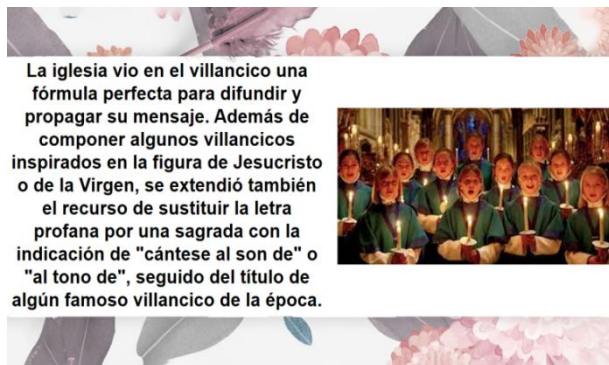 La iglesia vio en el villancico una
fórmula perfecta para difundir y
propagar su mensaje. Además de
componer algunos villancicos
inspirados en la figura de Jesucristo
o de la Virgen, se extendió también
el recurso de sustituir la letra
profana por una sagrada con la
indicación de "cántese al son de" o
"al tono de", seguido del título de
algún famoso villancico de la época.